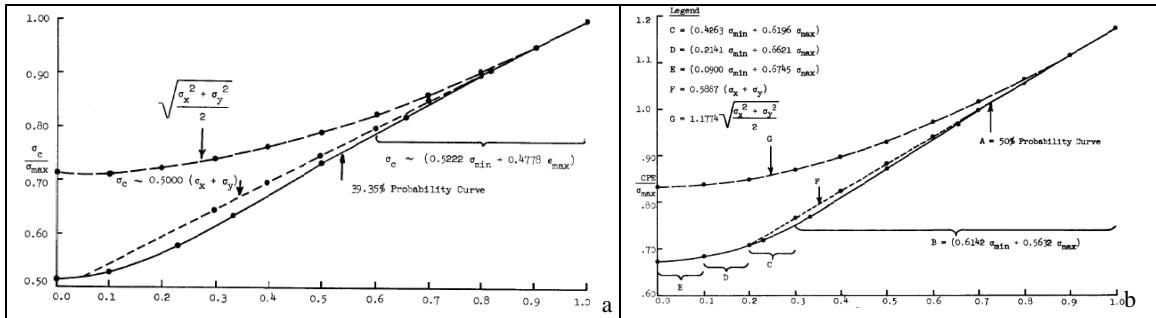 1.00
0.90
0.80
σc/σmax
0.70
0.60
0.50
√((σx² + σy²)/2)
σc ~ 0.5000 (σx + σy)
σc ~ (0.5222 σmin + 0.4778 σmax)
39.35% Probability Curve
0.0 0.1 0.2 0.3 0.4 0.5 0.6 0.7 0.8 0.9 1.0
a
Legend
C = (0.4263 σmin + 0.6196 σmax)
D = (0.2141 σmin + 0.6621 σmax)
E = (0.0900 σmin + 0.6745 σmax)
F = 0.5887 (σx + σy)
G = 1.1774 √((σx² + σy²)/2)
1.2
1.1
1.0
.90
CPE/σmax
.80
.70
.60
G
A = 50% Probability Curve
F
B = (0.6142 σmin + 0.5632 σmax)
C
D
E
0.0 0.1 0.2 0.3 0.4 0.5 0.6 0.7 0.8 0.9 1.0
b